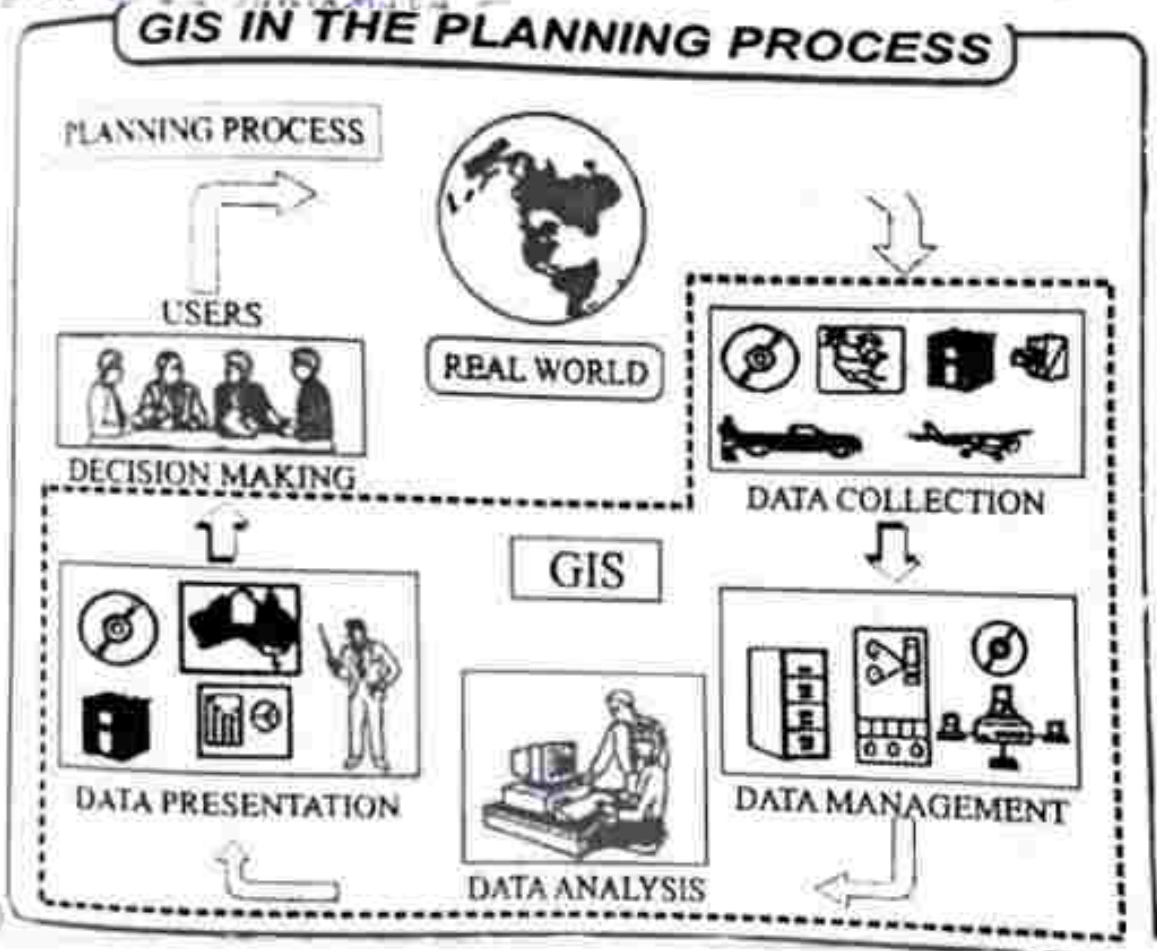 GIS IN THE PLANNING PROCESS
PLANNING PROCESS
USERS
REAL WORLD
DECISION MAKING
DATA COLLECTION
GIS
DATA PRESENTATION
DATA MANAGEMENT
DATA ANALYSIS